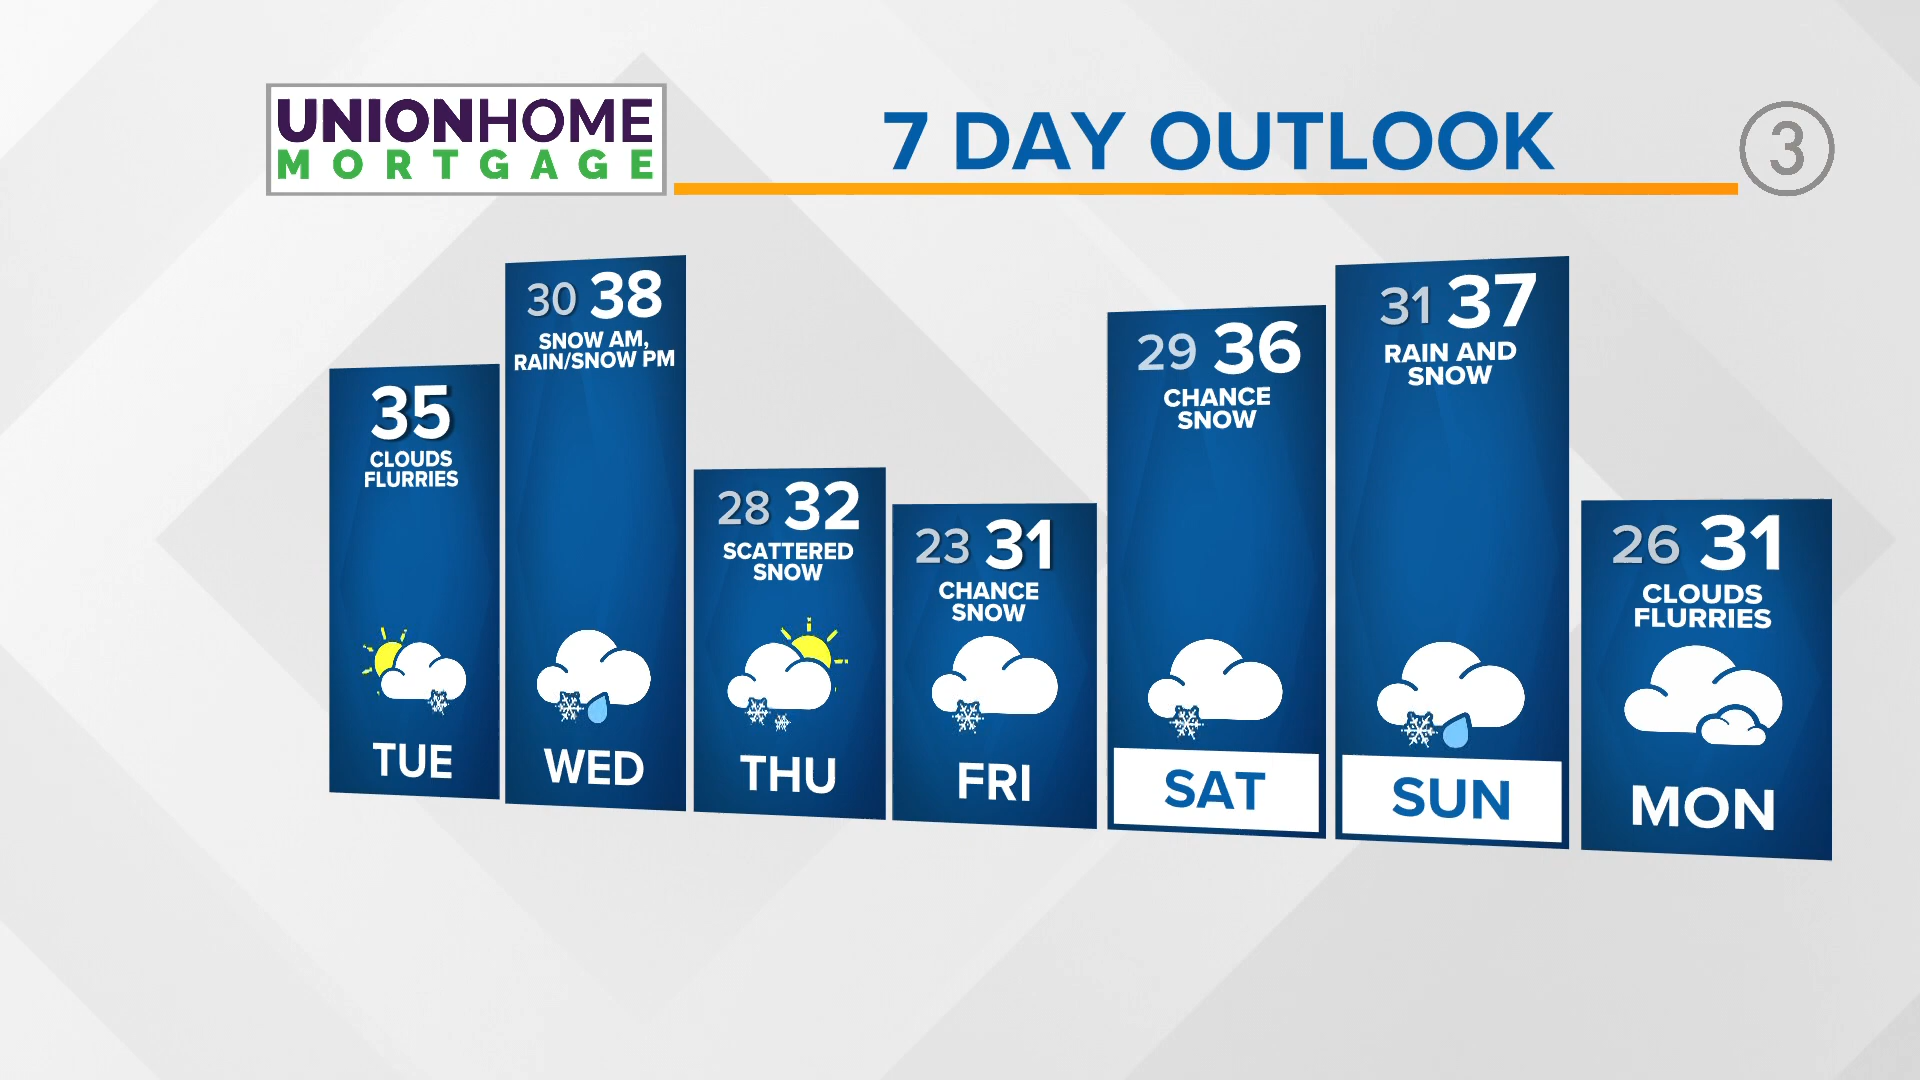 UNIONHOME
MORTGAGE
7 DAY OUTLOOK
3
35
CLOUDS
FLURRIES
TUE
30 38
SNOW AM,
RAIN/SNOW PM
WED
28 32
SCATTERED
SNOW
THU
23 31
CHANCE
SNOW
FRI
29 36
CHANCE
SNOW
SAT
31 37
RAIN AND
SNOW
SUN
26 31
CLOUDS
FLURRIES
MON